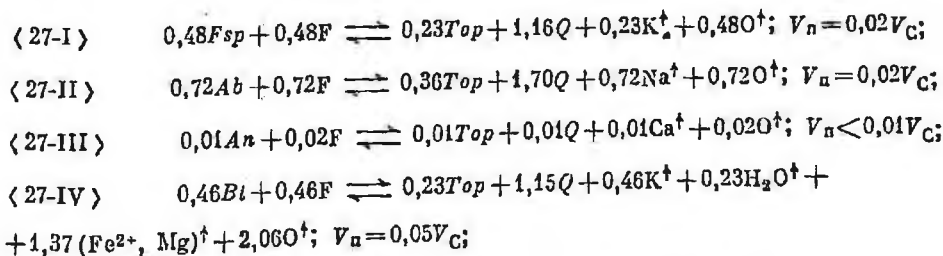 ⟨27-I⟩ 0,48Fsp + 0,48F ⇌ 0,23Top + 1,16Q + 0,23K↑ + 0,48O↑; Vп=0,02VC;
⟨27-II⟩ 0,72Ab + 0,72F ⇌ 0,36Top + 1,70Q + 0,72Na↑ + 0,72O↑; Vп=0,02VC;
⟨27-III⟩ 0,01An + 0,02F ⇌ 0,01Top + 0,01Q + 0,01Ca↑ + 0,02O↑; Vп<0,01VC;
⟨27-IV⟩ 0,46Bi + 0,46F ⇌ 0,23Top + 1,15Q + 0,46K↑ + 0,23H₂O↑ +
+ 1,37 (Fe²⁺, Mg)↑ + 2,06O↑; Vп=0,05VC;